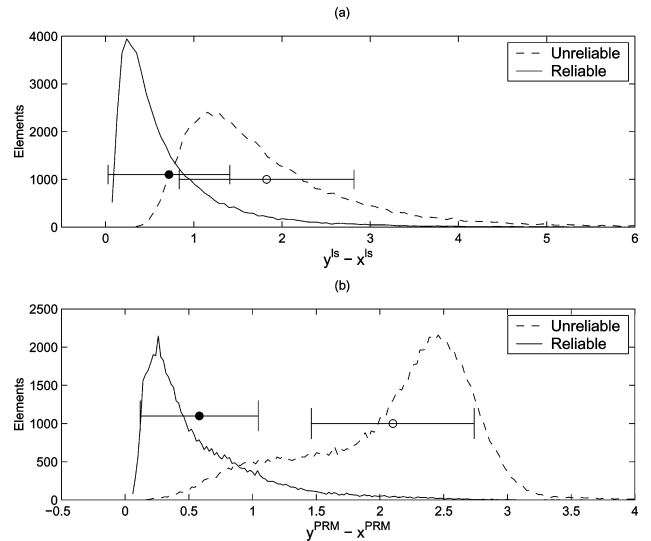 (a)
4000
3000
2000
1000
0
Elements
Unreliable
Reliable
0 1 2 3 4 5 6
y^ls − x^ls
(b)
2500
2000
1500
1000
500
0
Elements
Unreliable
Reliable
−0.5 0 0.5 1 1.5 2 2.5 3 3.5 4
y^PRM − x^PRM